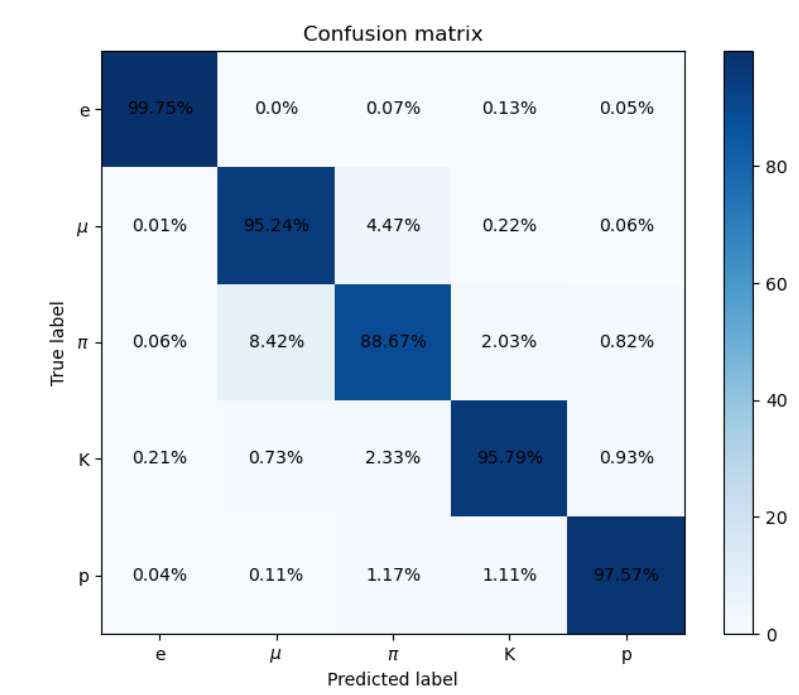 Confusion matrix
True label
e 99.75% 0.0% 0.07% 0.13% 0.05%
μ 0.01% 95.24% 4.47% 0.22% 0.06%
π 0.06% 8.42% 88.67% 2.03% 0.82%
K 0.21% 0.73% 2.33% 95.79% 0.93%
p 0.04% 0.11% 1.17% 1.11% 97.57%
e μ π K p
Predicted label
80
60
40
20
0